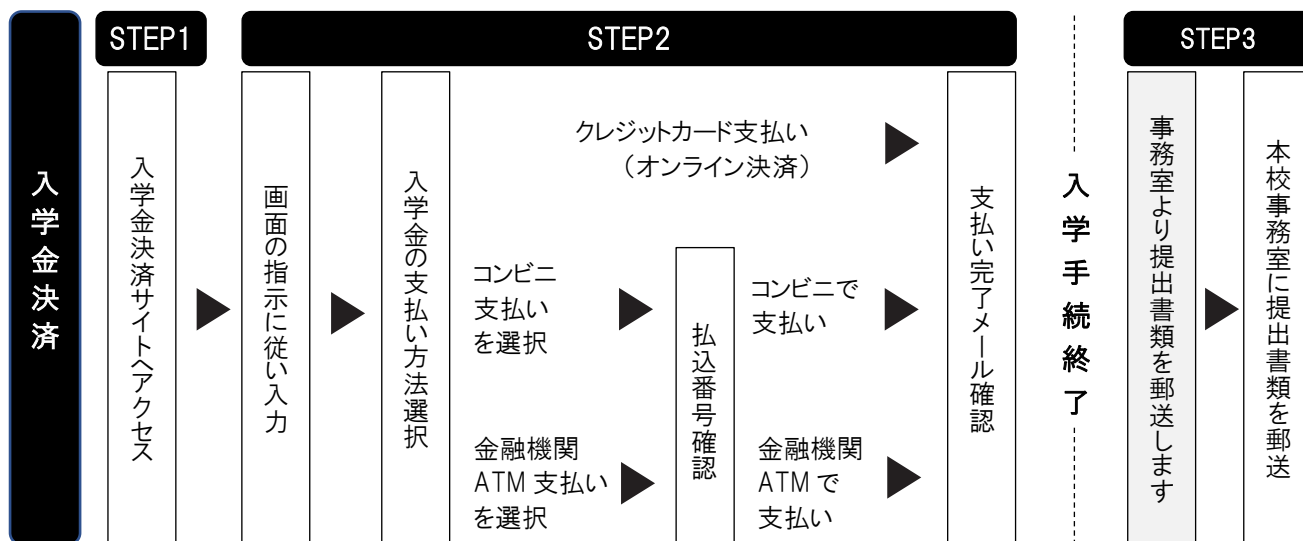 入学金決済
STEP1
入学金決済サイトへアクセス
STEP2
画面の指示に従い入力
入学金の支払い方法選択
クレジットカード支払い
（オンライン決済）
コンビニ
支払い
を選択
金融機関
ATM 支払い
を選択
払込番号確認
コンビニで
支払い
金融機関
ATM で
支払い
支払い完了メール確認
入学手続終了
STEP3
事務室より提出書類を郵送します
本校事務室に提出書類を郵送